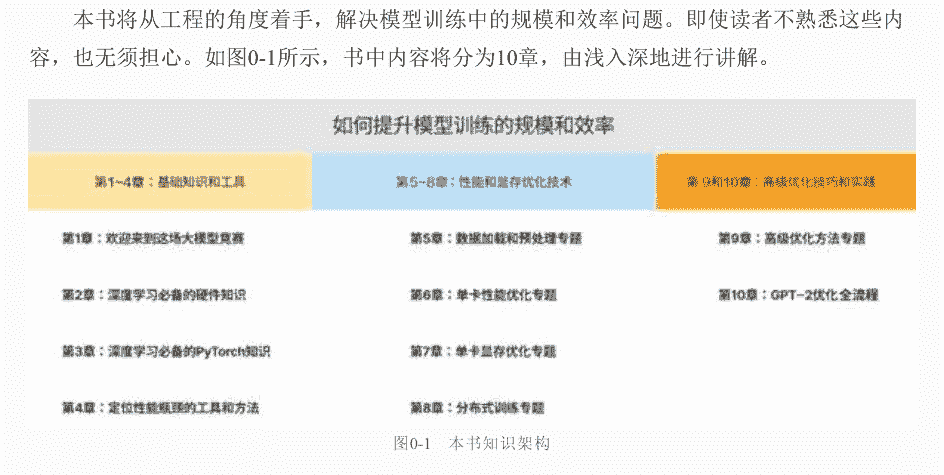 本书将从工程的角度着手，解决模型训练中的规模和效率问题。即使读者不熟悉这些内
容，也无须担心。如图0-1所示，书中内容将分为10章，由浅入深地进行讲解。
如何提升模型训练的规模和效率
第1~4章：基础知识和工具
第5~8章：性能和显存优化技术
第9和10章：高级优化技巧和实践
第1章：欢迎来到这场大模型竞赛
第5章：数据加载和预处理专题
第9章：高级优化方法专题
第2章：深度学习必备的硬件知识
第6章：单卡性能优化专题
第10章：GPT-2优化全流程
第3章：深度学习必备的PyTorch知识
第7章：单卡显存优化专题
第4章：定位性能瓶颈的工具和方法
第8章：分布式训练专题
图0-1 本书知识架构